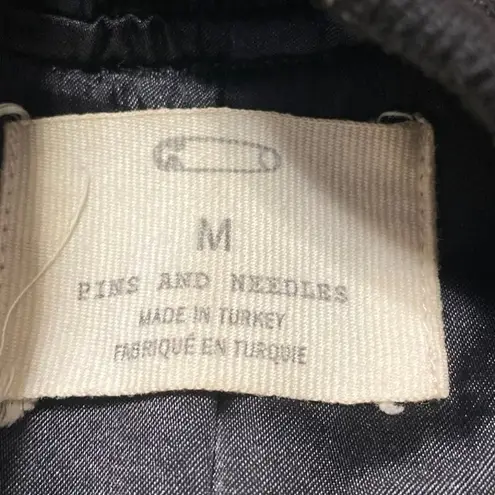 M
PINS AND NEEDLES
MADE IN TURKEY
FABRIQUÉ EN TURQUIE